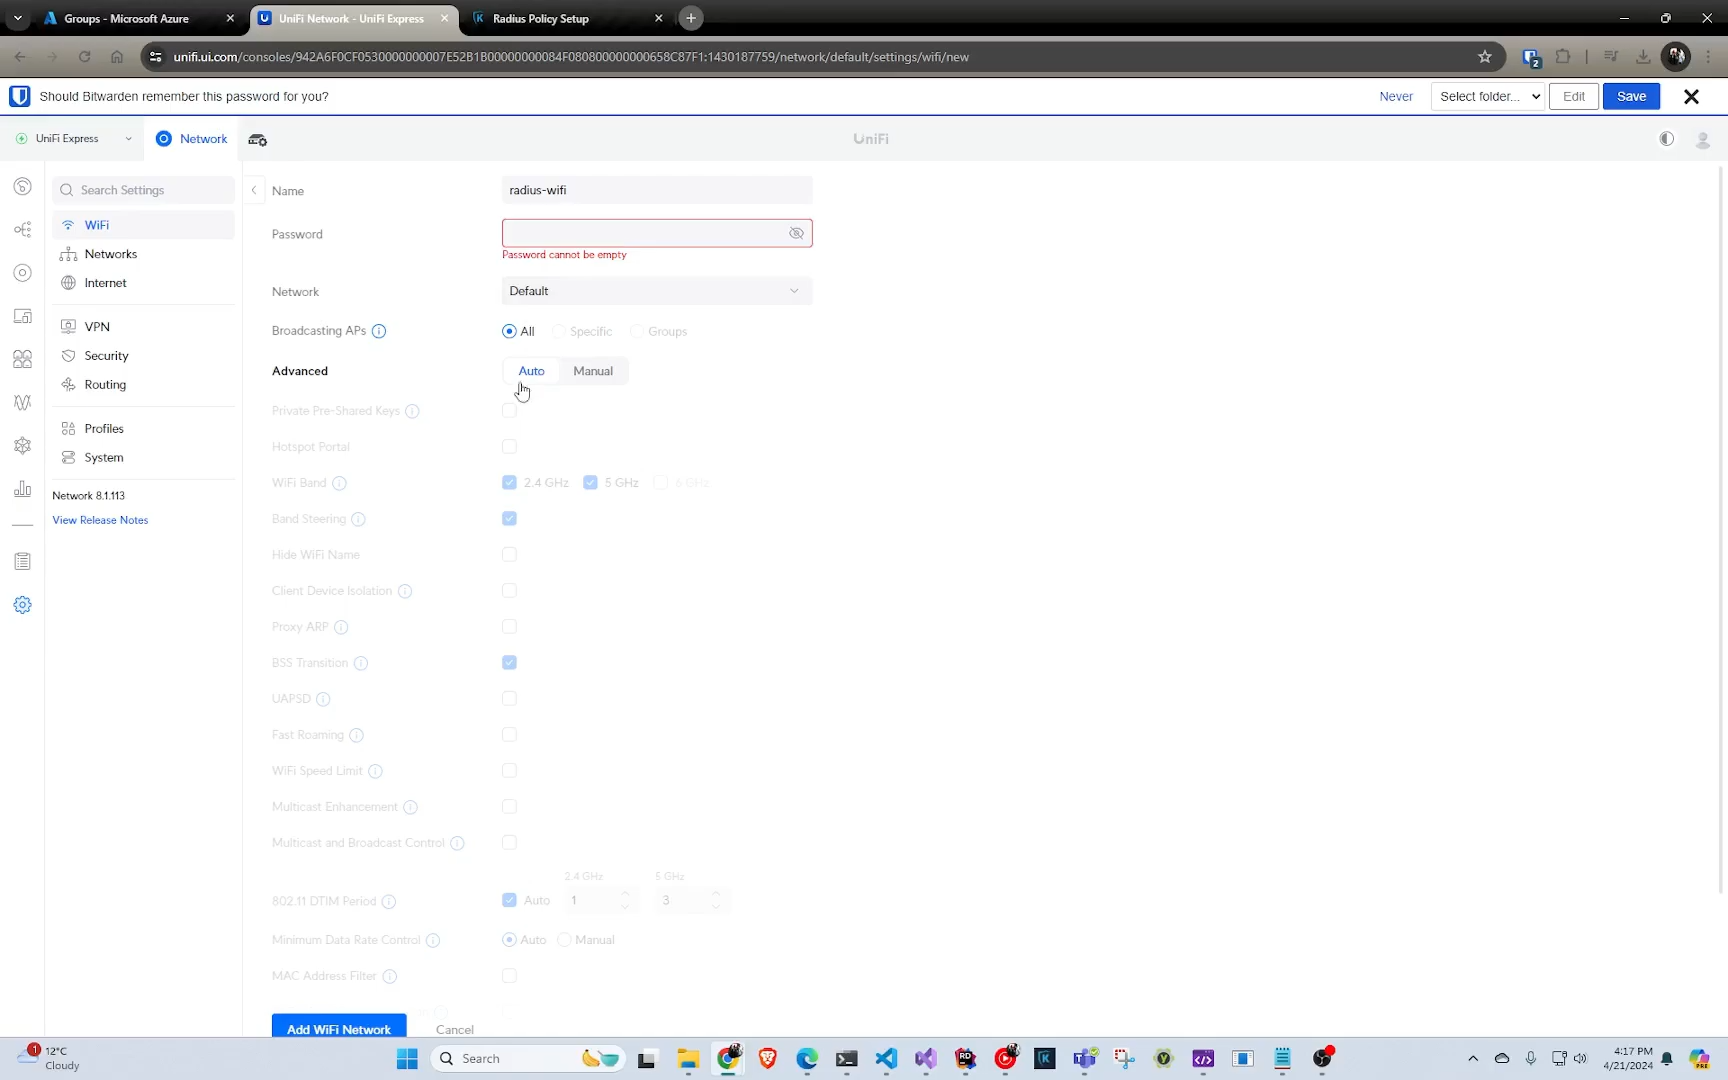 Groups - Microsoft Azure
UniFi Network - UniFi Express
Radius Policy Setup
unifi.ui.com/consoles/942A6F0CF0530000000007E52B1B00000000084F080800000000658C87F1:1430187759/network/default/settings/wifi/new
2
Should Bitwarden remember this password for you?
Never
Select folder...
Edit
Save
UniFi Express
Network
UniFi
Search Settings
WiFi
Networks
Internet
VPN
Security
Routing
Profiles
System
Network 8.1.113
View Release Notes
Name
radius-wifi
Password
Password cannot be empty
Network
Default
Broadcasting APs
All
Specific
Groups
Advanced
Auto
Manual
Private Pre-Shared Keys
Hotspot Portal
WiFi Band
2.4 GHz
5 GHz
6 GHz
Band Steering
Hide WiFi Name
Client Device Isolation
Proxy ARP
BSS Transition
UAPSD
Fast Roaming
WiFi Speed Limit
Multicast Enhancement
Multicast and Broadcast Control
2.4 GHz
5 GHz
802.11 DTIM Period
Auto
1
3
Minimum Data Rate Control
Auto
Manual
MAC Address Filter
Add WiFi Network
Cancel
1
12°C
Cloudy
Search
4:17 PM
4/21/2024